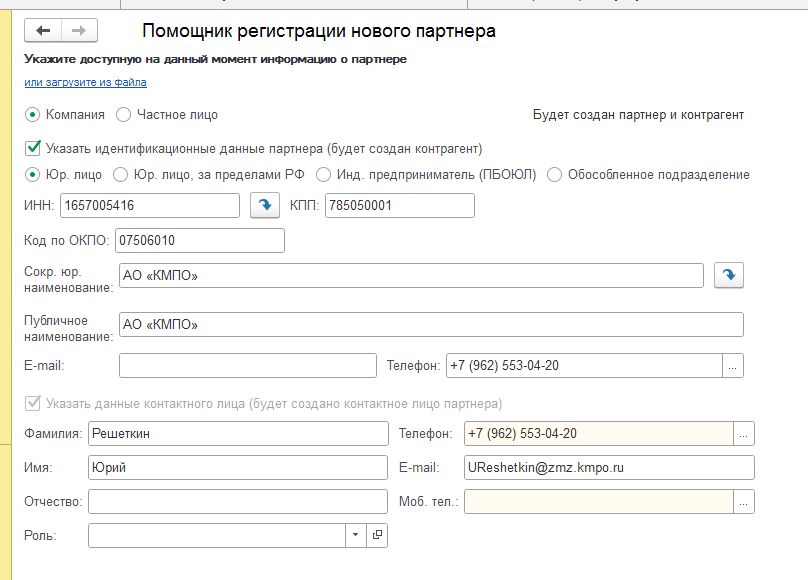 Помощник регистрации нового партнера
Укажите доступную на данный момент информацию о партнере
или загрузите из файла
Компания Частное лицо Будет создан партнер и контрагент
Указать идентификационные данные партнера (будет создан контрагент)
Юр. лицо Юр. лицо, за пределами РФ Инд. предприниматель (ПБОЮЛ) Обособленное подразделение
ИНН: 1657005416 КПП: 785050001
Код по ОКПО: 07506010
Сокр. юр.
наименование: АО «КМПО»
Публичное
наименование: АО «КМПО»
E-mail: Телефон: +7 (962) 553-04-20 ...
Указать данные контактного лица (будет создано контактное лицо партнера)
Фамилия: Решеткин Телефон: +7 (962) 553-04-20 ...
Имя: Юрий E-mail: UReshetkin@zmz.kmpo.ru
Отчество: Моб. тел.: ...
Роль: